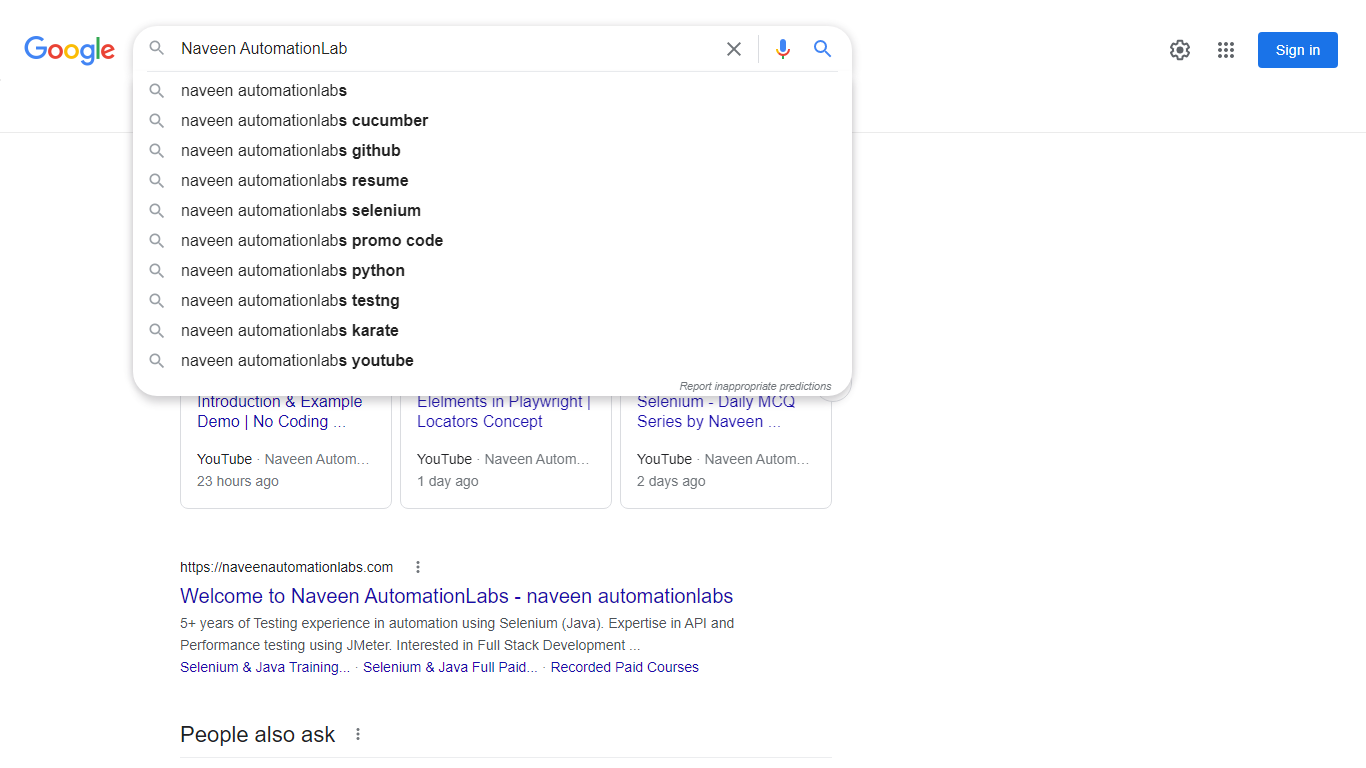 Google
Naveen AutomationLab
Sign in
naveen automationlabs
naveen automationlabs cucumber
naveen automationlabs github
naveen automationlabs resume
naveen automationlabs selenium
naveen automationlabs promo code
naveen automationlabs python
naveen automationlabs testng
naveen automationlabs karate
naveen automationlabs youtube
Report inappropriate predictions
Introduction & Example
Demo | No Coding ...
YouTube · Naveen Autom...
23 hours ago
Elelments in Playwright |
Locators Concept
YouTube · Naveen Autom...
1 day ago
Selenium - Daily MCQ
Series by Naveen ...
YouTube · Naveen Autom...
2 days ago
https://naveenautomationlabs.com
Welcome to Naveen AutomationLabs - naveen automationlabs
5+ years of Testing experience in automation using Selenium (Java). Expertise in API and
Performance testing using JMeter. Interested in Full Stack Development ...
Selenium & Java Training... · Selenium & Java Full Paid... · Recorded Paid Courses
People also ask